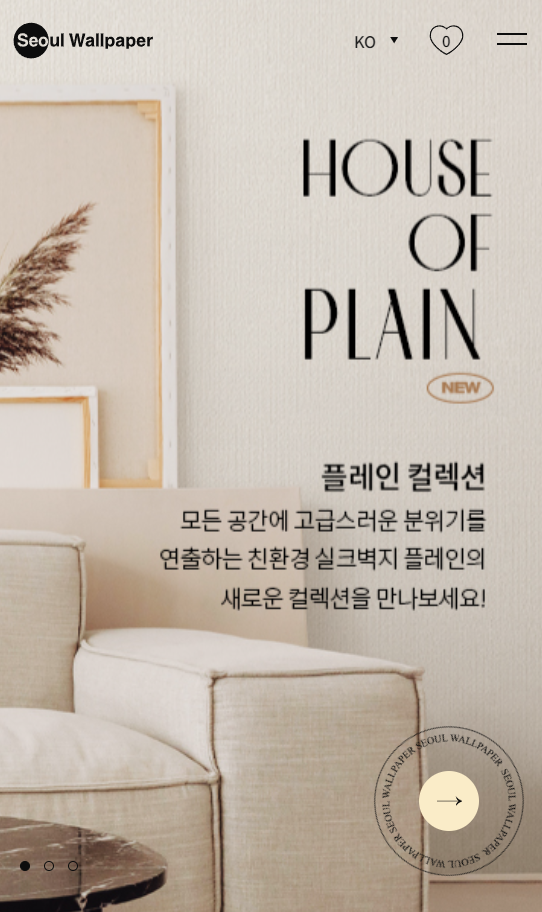 Seoul Wallpaper
KO
0
HOUSE
OF
PLAIN
NEW
플레인 컬렉션
모든 공간에 고급스러운 분위기를
연출하는 친환경 실크벽지 플레인의
새로운 컬렉션을 만나보세요!
SEOUL WALLPAPER SEOUL WALLPAPER SEOUL WALLPAPER SEOUL WALLPAPER